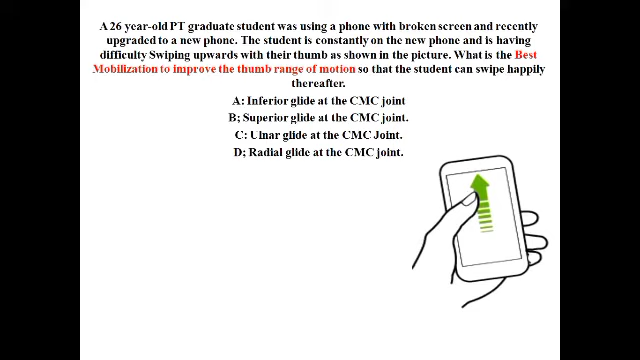 A 26 year-old PT graduate student was using a phone with broken screen and recently
upgraded to a new phone. The student is constantly on the new phone and is having
difficulty Swiping upwards with their thumb as shown in the picture. What is the Best
Mobilization to improve the thumb range of motion so that the student can swipe happily
thereafter.
A: Inferior glide at the CMC joint
B; Superior glide at the CMC joint.
C: Ulnar glide at the CMC Joint.
D; Radial glide at the CMC joint.